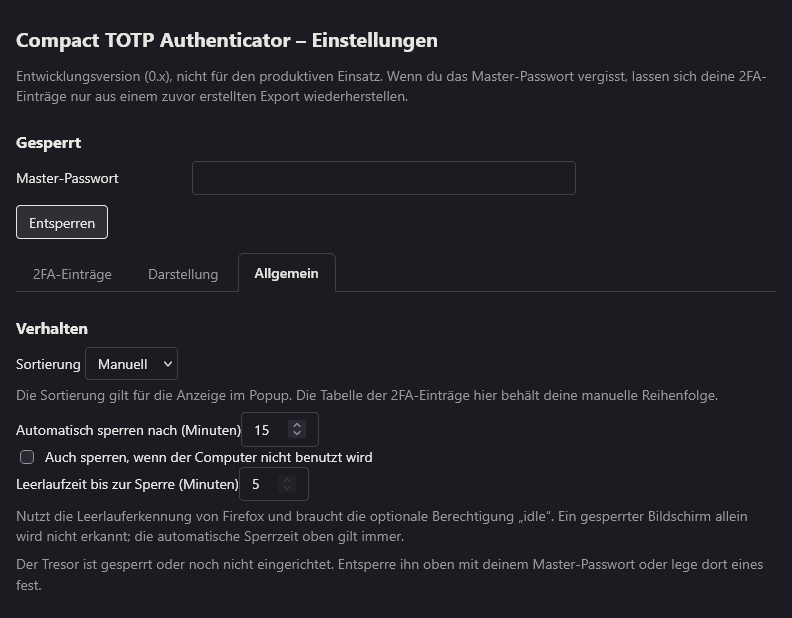 Compact TOTP Authenticator – Einstellungen
Entwicklungsversion (0.x), nicht für den produktiven Einsatz. Wenn du das Master-Passwort vergisst, lassen sich deine 2FA-
Einträge nur aus einem zuvor erstellten Export wiederherstellen.
Gesperrt
Master-Passwort
Entsperren
2FA-Einträge Darstellung Allgemein
Verhalten
Sortierung Manuell
Die Sortierung gilt für die Anzeige im Popup. Die Tabelle der 2FA-Einträge hier behält deine manuelle Reihenfolge.
Automatisch sperren nach (Minuten) 15
Auch sperren, wenn der Computer nicht benutzt wird
Leerlaufzeit bis zur Sperre (Minuten) 5
Nutzt die Leerlauferkennung von Firefox und braucht die optionale Berechtigung „idle“. Ein gesperrter Bildschirm allein
wird nicht erkannt; die automatische Sperrzeit oben gilt immer.
Der Tresor ist gesperrt oder noch nicht eingerichtet. Entsperre ihn oben mit deinem Master-Passwort oder lege dort eines
fest.